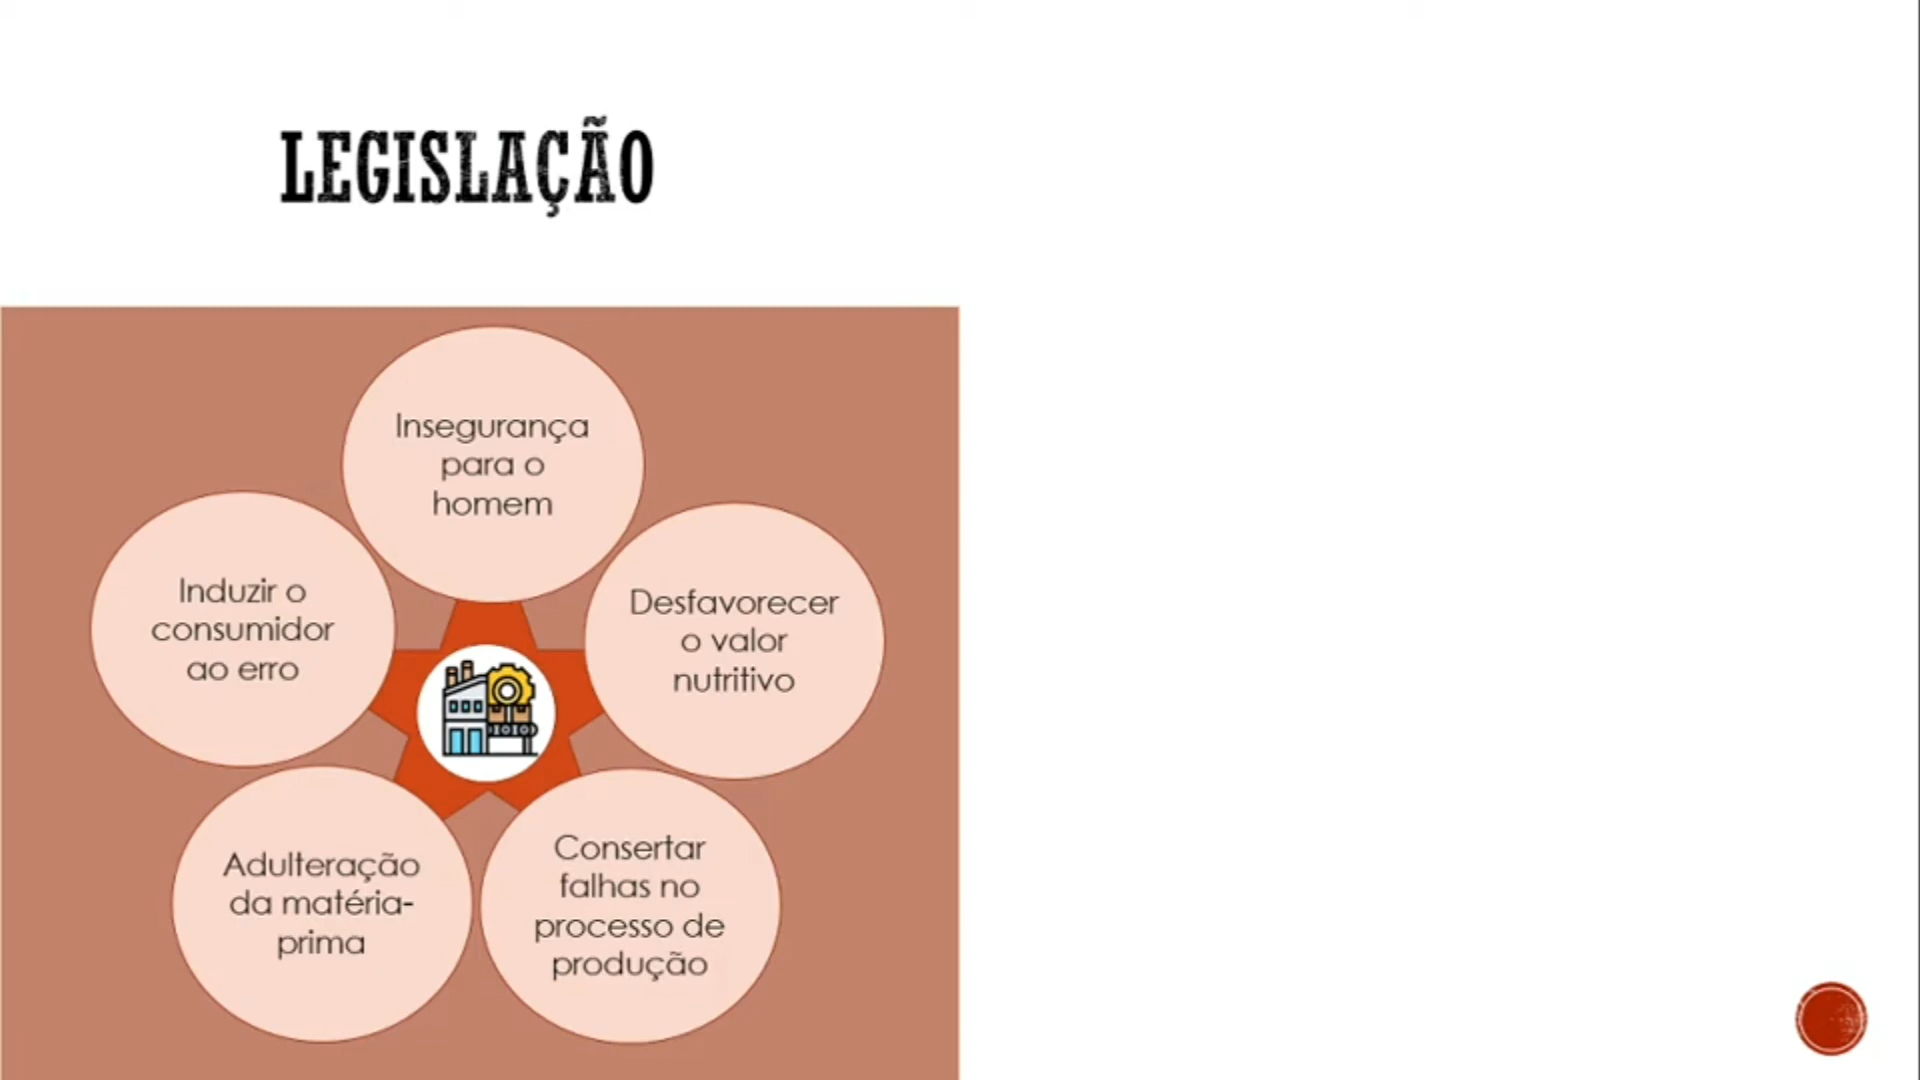 LEGISLAÇÃO
Insegurança
para o
homem
Induzir o
consumidor
ao erro
Desfavorecer
o valor
nutritivo
Adulteração
da matéria-
prima
Consertar
falhas no
processo de
produção